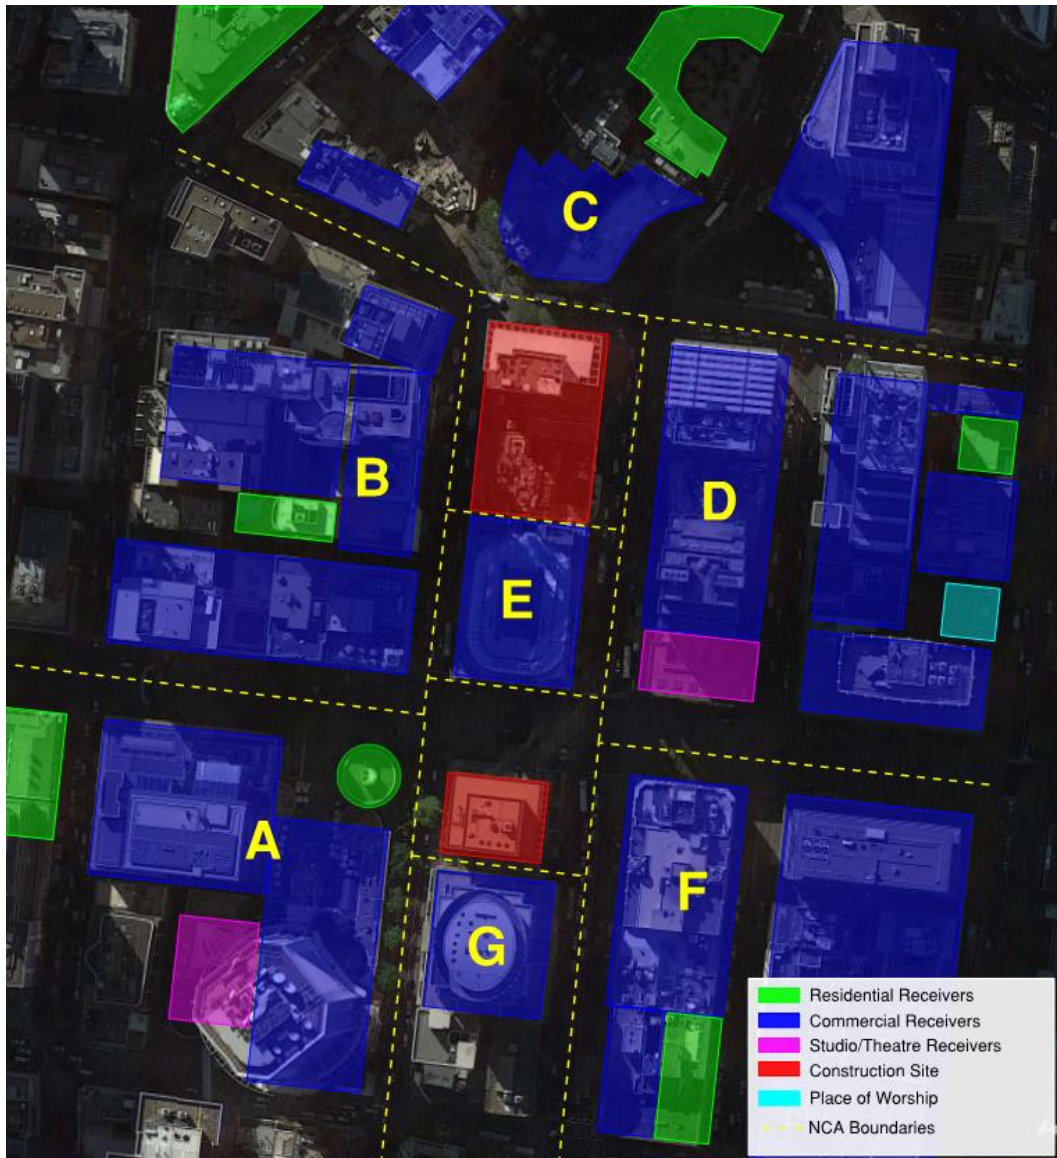 C
B
D
E
A
F
G
Residential Receivers
Commercial Receivers
Studio/Theatre Receivers
Construction Site
Place of Worship
NCA Boundaries